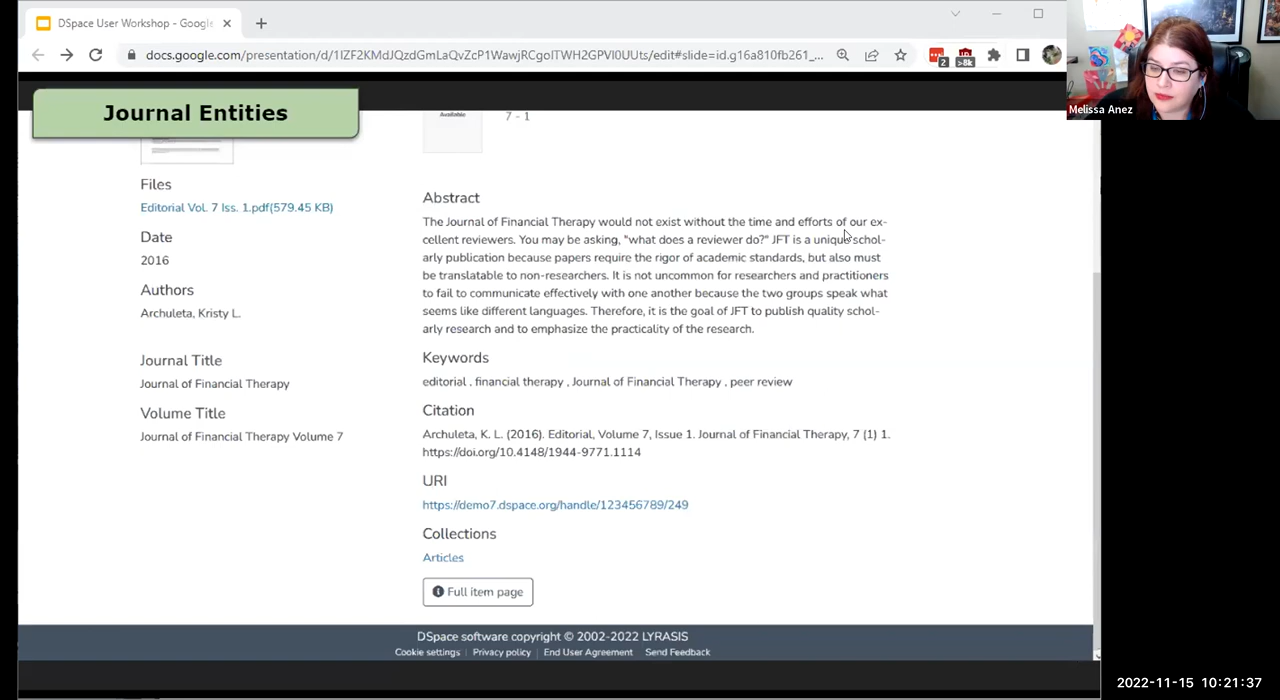 DSpace User Workshop - Googl
docs.google.com/presentation/d/1IZF2KMdJQzdGmLaQvZcP1WawjRCgoITWH2GPVI0UUts/edit#slide=id.g16a810fb261_...
2
>8k
Melissa Anez
Journal Entities
Available
7 - 1
Files
Editorial Vol. 7 Iss. 1.pdf(579.45 KB)
Date
2016
Authors
Archuleta, Kristy L.
Journal Title
Journal of Financial Therapy
Volume Title
Journal of Financial Therapy Volume 7
Abstract
The Journal of Financial Therapy would not exist without the time and efforts of our ex-
cellent reviewers. You may be asking, "what does a reviewer do?" JFT is a unique schol-
arly publication because papers require the rigor of academic standards, but also must
be translatable to non-researchers. It is not uncommon for researchers and practitioners
to fail to communicate effectively with one another because the two groups speak what
seems like different languages. Therefore, it is the goal of JFT to publish quality schol-
arly research and to emphasize the practicality of the research.
Keywords
editorial , financial therapy , Journal of Financial Therapy , peer review
Citation
Archuleta, K. L. (2016). Editorial, Volume 7, Issue 1. Journal of Financial Therapy, 7 (1) 1.
https://doi.org/10.4148/1944-9771.1114
URI
https://demo7.dspace.org/handle/123456789/249
Collections
Articles
Full item page
DSpace software copyright © 2002-2022 LYRASIS
Cookie settings Privacy policy End User Agreement Send Feedback
2022-11-15 10:21:37